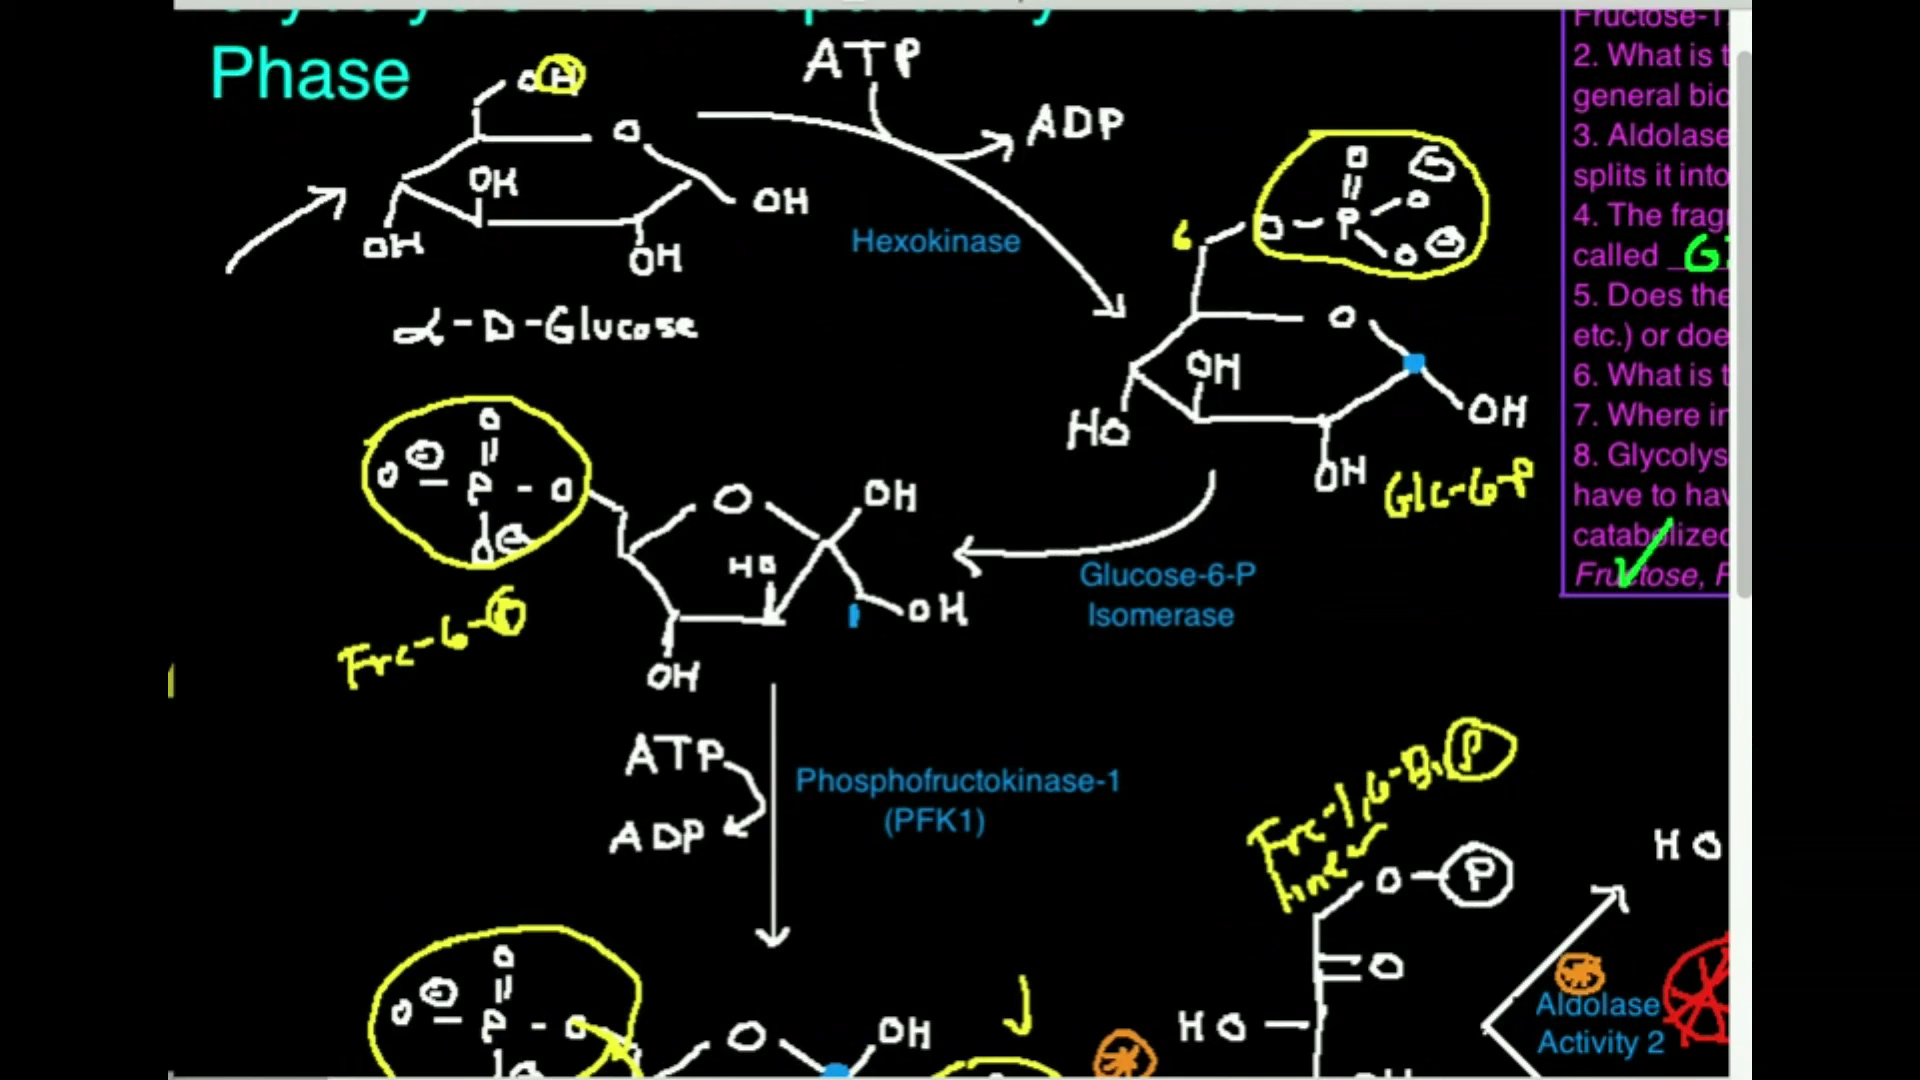 Phase
OH
O
OH
OH
OH
OH
α-D-Glucose
ATP
ADP
Hexokinase
O
6 O-P-O
O
O
OH
HO
OH
OH
Glc-6-P
Glucose-6-P
Isomerase
O
O - P - O
O
Frc-6-P
O
OH
HO
1 OH
OH
ATP
ADP
Phosphofructokinase-1
(PFK1)
O
O - P - O
O
OH
Frc-1,6-BiP
O-P
O
HO
HO
Aldolase
Activity 2
Fructose-1
2. What is t
general bio
3. Aldolase
splits it into
4. The frag
called
5. Does the
etc.) or doe
6. What is t
7. Where in
8. Glycolys
have to hav
catabolized
Fructose, F